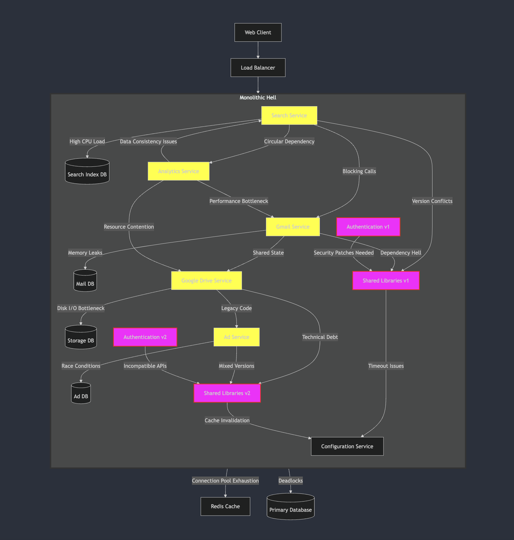 Web Client
Load Balancer
Monolithic Hell
Search Service
High CPU Load
Data Consistency Issues
Circular Dependency
Search Index DB
Analytics Service
Blocking Calls
Version Conflicts
Resource Contention
Performance Bottleneck
Gmail Service
Authentication v1
Memory Leaks
Shared State
Security Patches Needed
Dependency Hell
Mail DB
Google Drive Service
Shared Libraries v1
Disk I/O Bottleneck
Legacy Code
Storage DB
Authentication v2
Ad Service
Technical Debt
Race Conditions
Incompatible APIs
Mixed Versions
Timeout Issues
Ad DB
Shared Libraries v2
Cache Invalidation
Configuration Service
Connection Pool Exhaustion
Deadlocks
Redis Cache
Primary Database